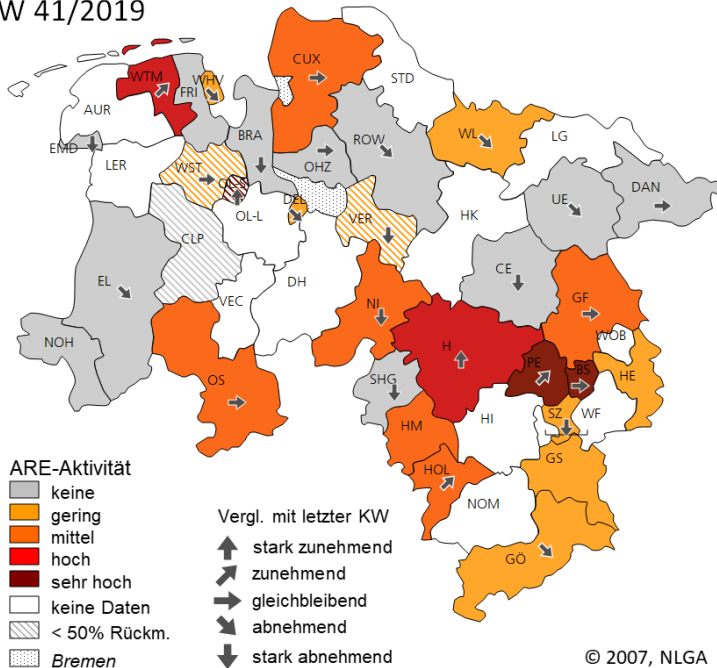 W 41/2019
CUX
WTM
WHV
STD
FRI
AUR
BRA
ROW
WL
LG
EMD
OHZ
LER
WST
UE
DAN
DEL
OL-L
VER
HK
CLP
CE
EL
DH
NI
GF
VEC
H
WOB
NOH
PE
BS
HE
OS
SHG
HI
SZ
WF
HM
GS
HOL
NOM
GÖ
ARE-Aktivität
keine
gering
mittel
hoch
sehr hoch
keine Daten
< 50% Rückm.
Bremen
Vergl. mit letzter KW
stark zunehmend
zunehmend
gleichbleibend
abnehmend
stark abnehmend
© 2007, NLGA